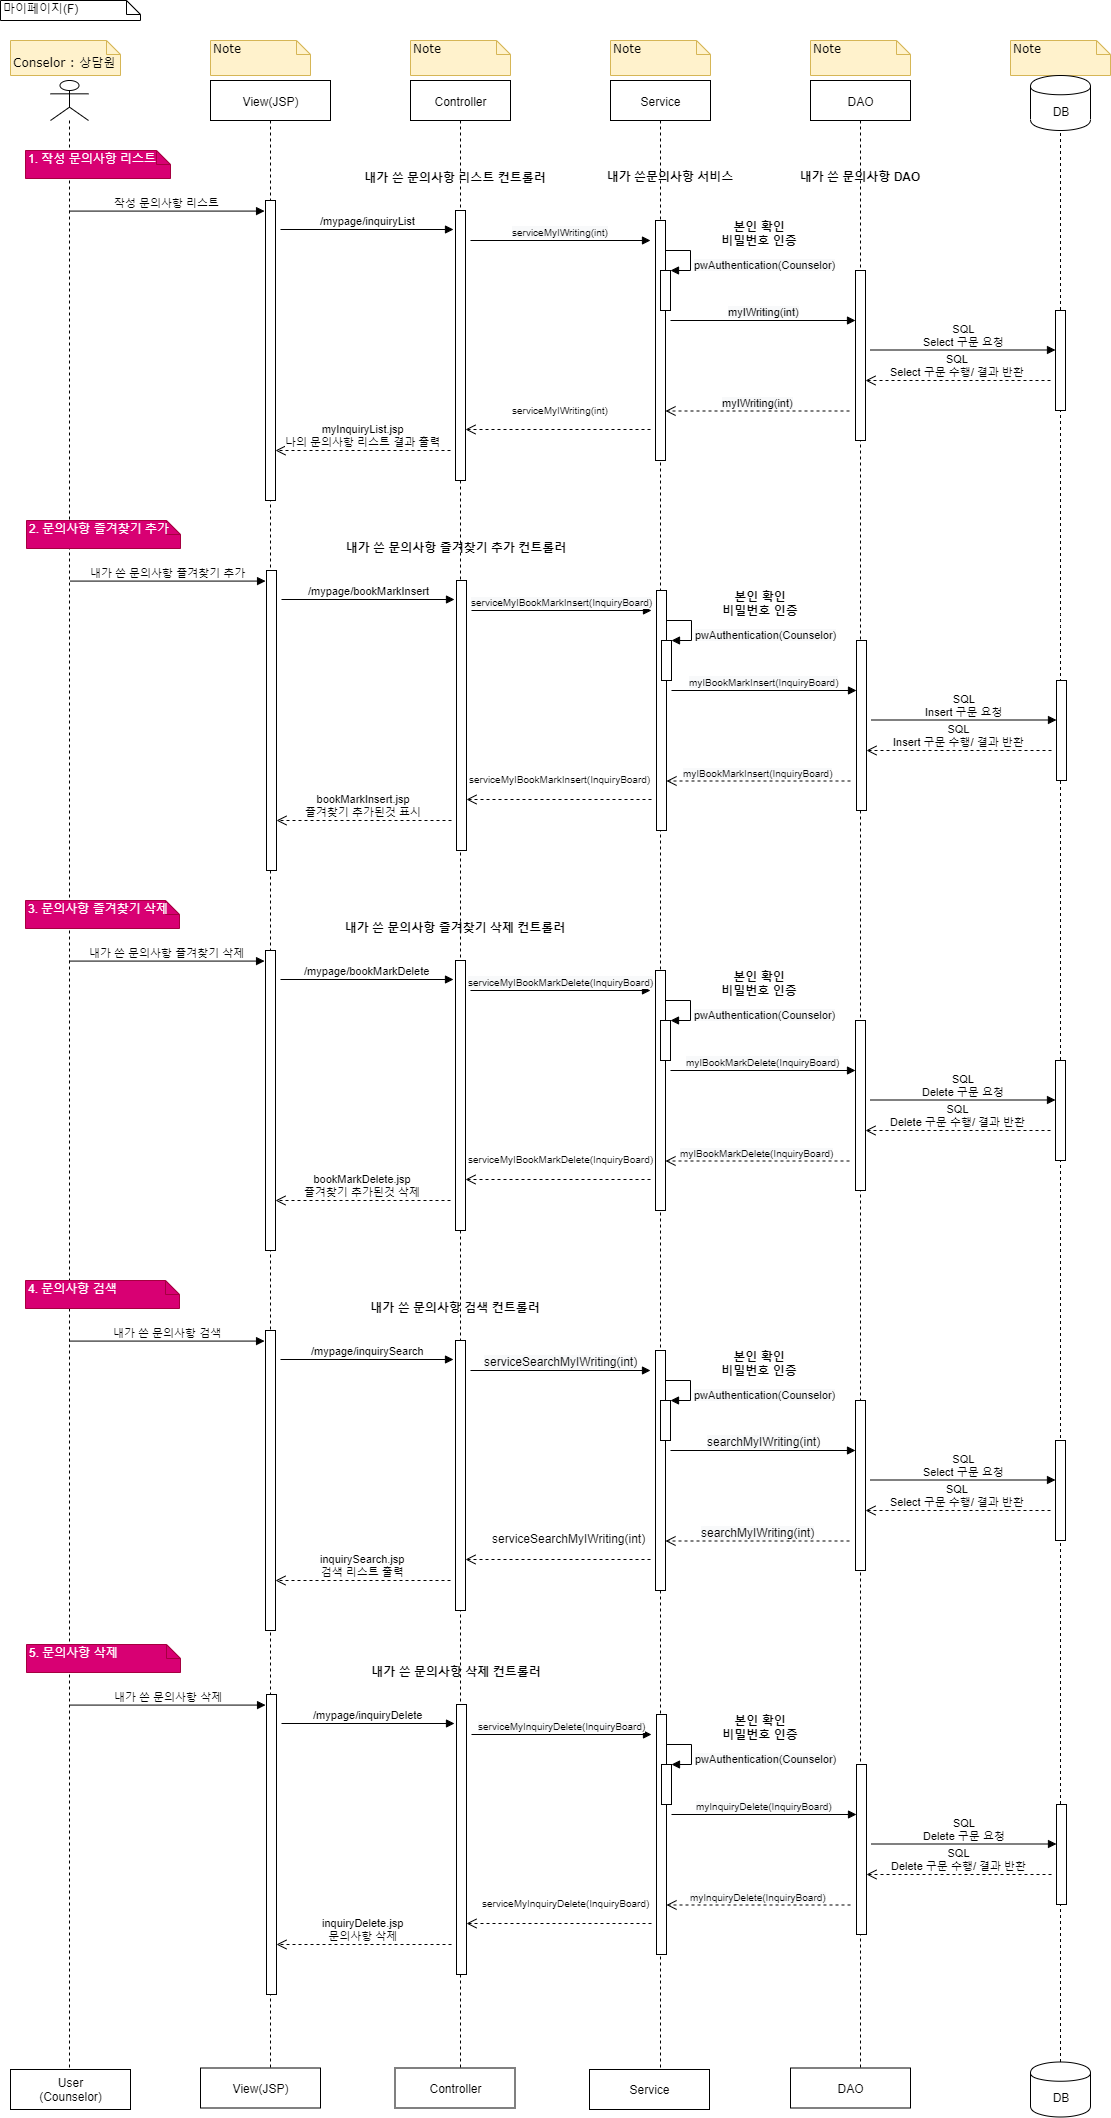 마이페이지(F)
Conselor : 상담원
Note
Note
Note
Note
Note
View(JSP)
Controller
Service
DAO
DB
1. 작성 문의사항 리스트
내가 쓴 문의사항 리스트 컨트롤러
내가 쓴문의사항 서비스
내가 쓴 문의사항 DAO
작성 문의사항 리스트
/mypage/inquiryList
serviceMyIWriting(int)
본인 확인
비밀번호 인증
pwAuthentication(Counselor)
myIWriting(int)
SQL
Select 구문 요청
SQL
Select 구문 수행/ 결과 반환
myIWriting(int)
serviceMyIWriting(int)
myInquiryList.jsp
나의 문의사항 리스트 결과 출력
2. 문의사항 즐겨찾기 추가
내가 쓴 문의사항 즐겨찾기 추가 컨트롤러
내가 쓴 문의사항 즐겨찾기 추가
/mypage/bookMarkInsert
serviceMyIBookMarkInsert(InquiryBoard)
본인 확인
비밀번호 인증
pwAuthentication(Counselor)
myIBookMarkInsert(InquiryBoard)
SQL
Insert 구문 요청
SQL
Insert 구문 수행/ 결과 반환
myIBookMarkInsert(InquiryBoard)
serviceMyIBookMarkInsert(InquiryBoard)
bookMarkInsert.jsp
즐겨찾기 추가된것 표시
3. 문의사항 즐겨찾기 삭제
내가 쓴 문의사항 즐겨찾기 삭제 컨트롤러
내가 쓴 문의사항 즐겨찾기 삭제
/mypage/bookMarkDelete
serviceMyIBookMarkDelete(InquiryBoard)
본인 확인
비밀번호 인증
pwAuthentication(Counselor)
myIBookMarkDelete(InquiryBoard)
SQL
Delete 구문 요청
SQL
Delete 구문 수행/ 결과 반환
myIBookMarkDelete(InquiryBoard)
serviceMyIBookMarkDelete(InquiryBoard)
bookMarkDelete.jsp
즐겨찾기 추가된것 삭제
4. 문의사항 검색
내가 쓴 문의사항 검색 컨트롤러
내가 쓴 문의사항 검색
/mypage/inquirySearch
serviceSearchMyIWriting(int)
본인 확인
비밀번호 인증
pwAuthentication(Counselor)
searchMyIWriting(int)
SQL
Select 구문 요청
SQL
Select 구문 수행/ 결과 반환
searchMyIWriting(int)
serviceSearchMyIWriting(int)
inquirySearch.jsp
검색 리스트 출력
5. 문의사항 삭제
내가 쓴 문의사항 삭제 컨트롤러
내가 쓴 문의사항 삭제
/mypage/inquiryDelete
serviceMyInquiryDelete(InquiryBoard)
본인 확인
비밀번호 인증
pwAuthentication(Counselor)
myInquiryDelete(InquiryBoard)
SQL
Delete 구문 요청
SQL
Delete 구문 수행/ 결과 반환
myInquiryDelete(InquiryBoard)
serviceMyInquiryDelete(InquiryBoard)
inquiryDelete.jsp
문의사항 삭제
User
(Counselor)
View(JSP)
Controller
Service
DAO
DB